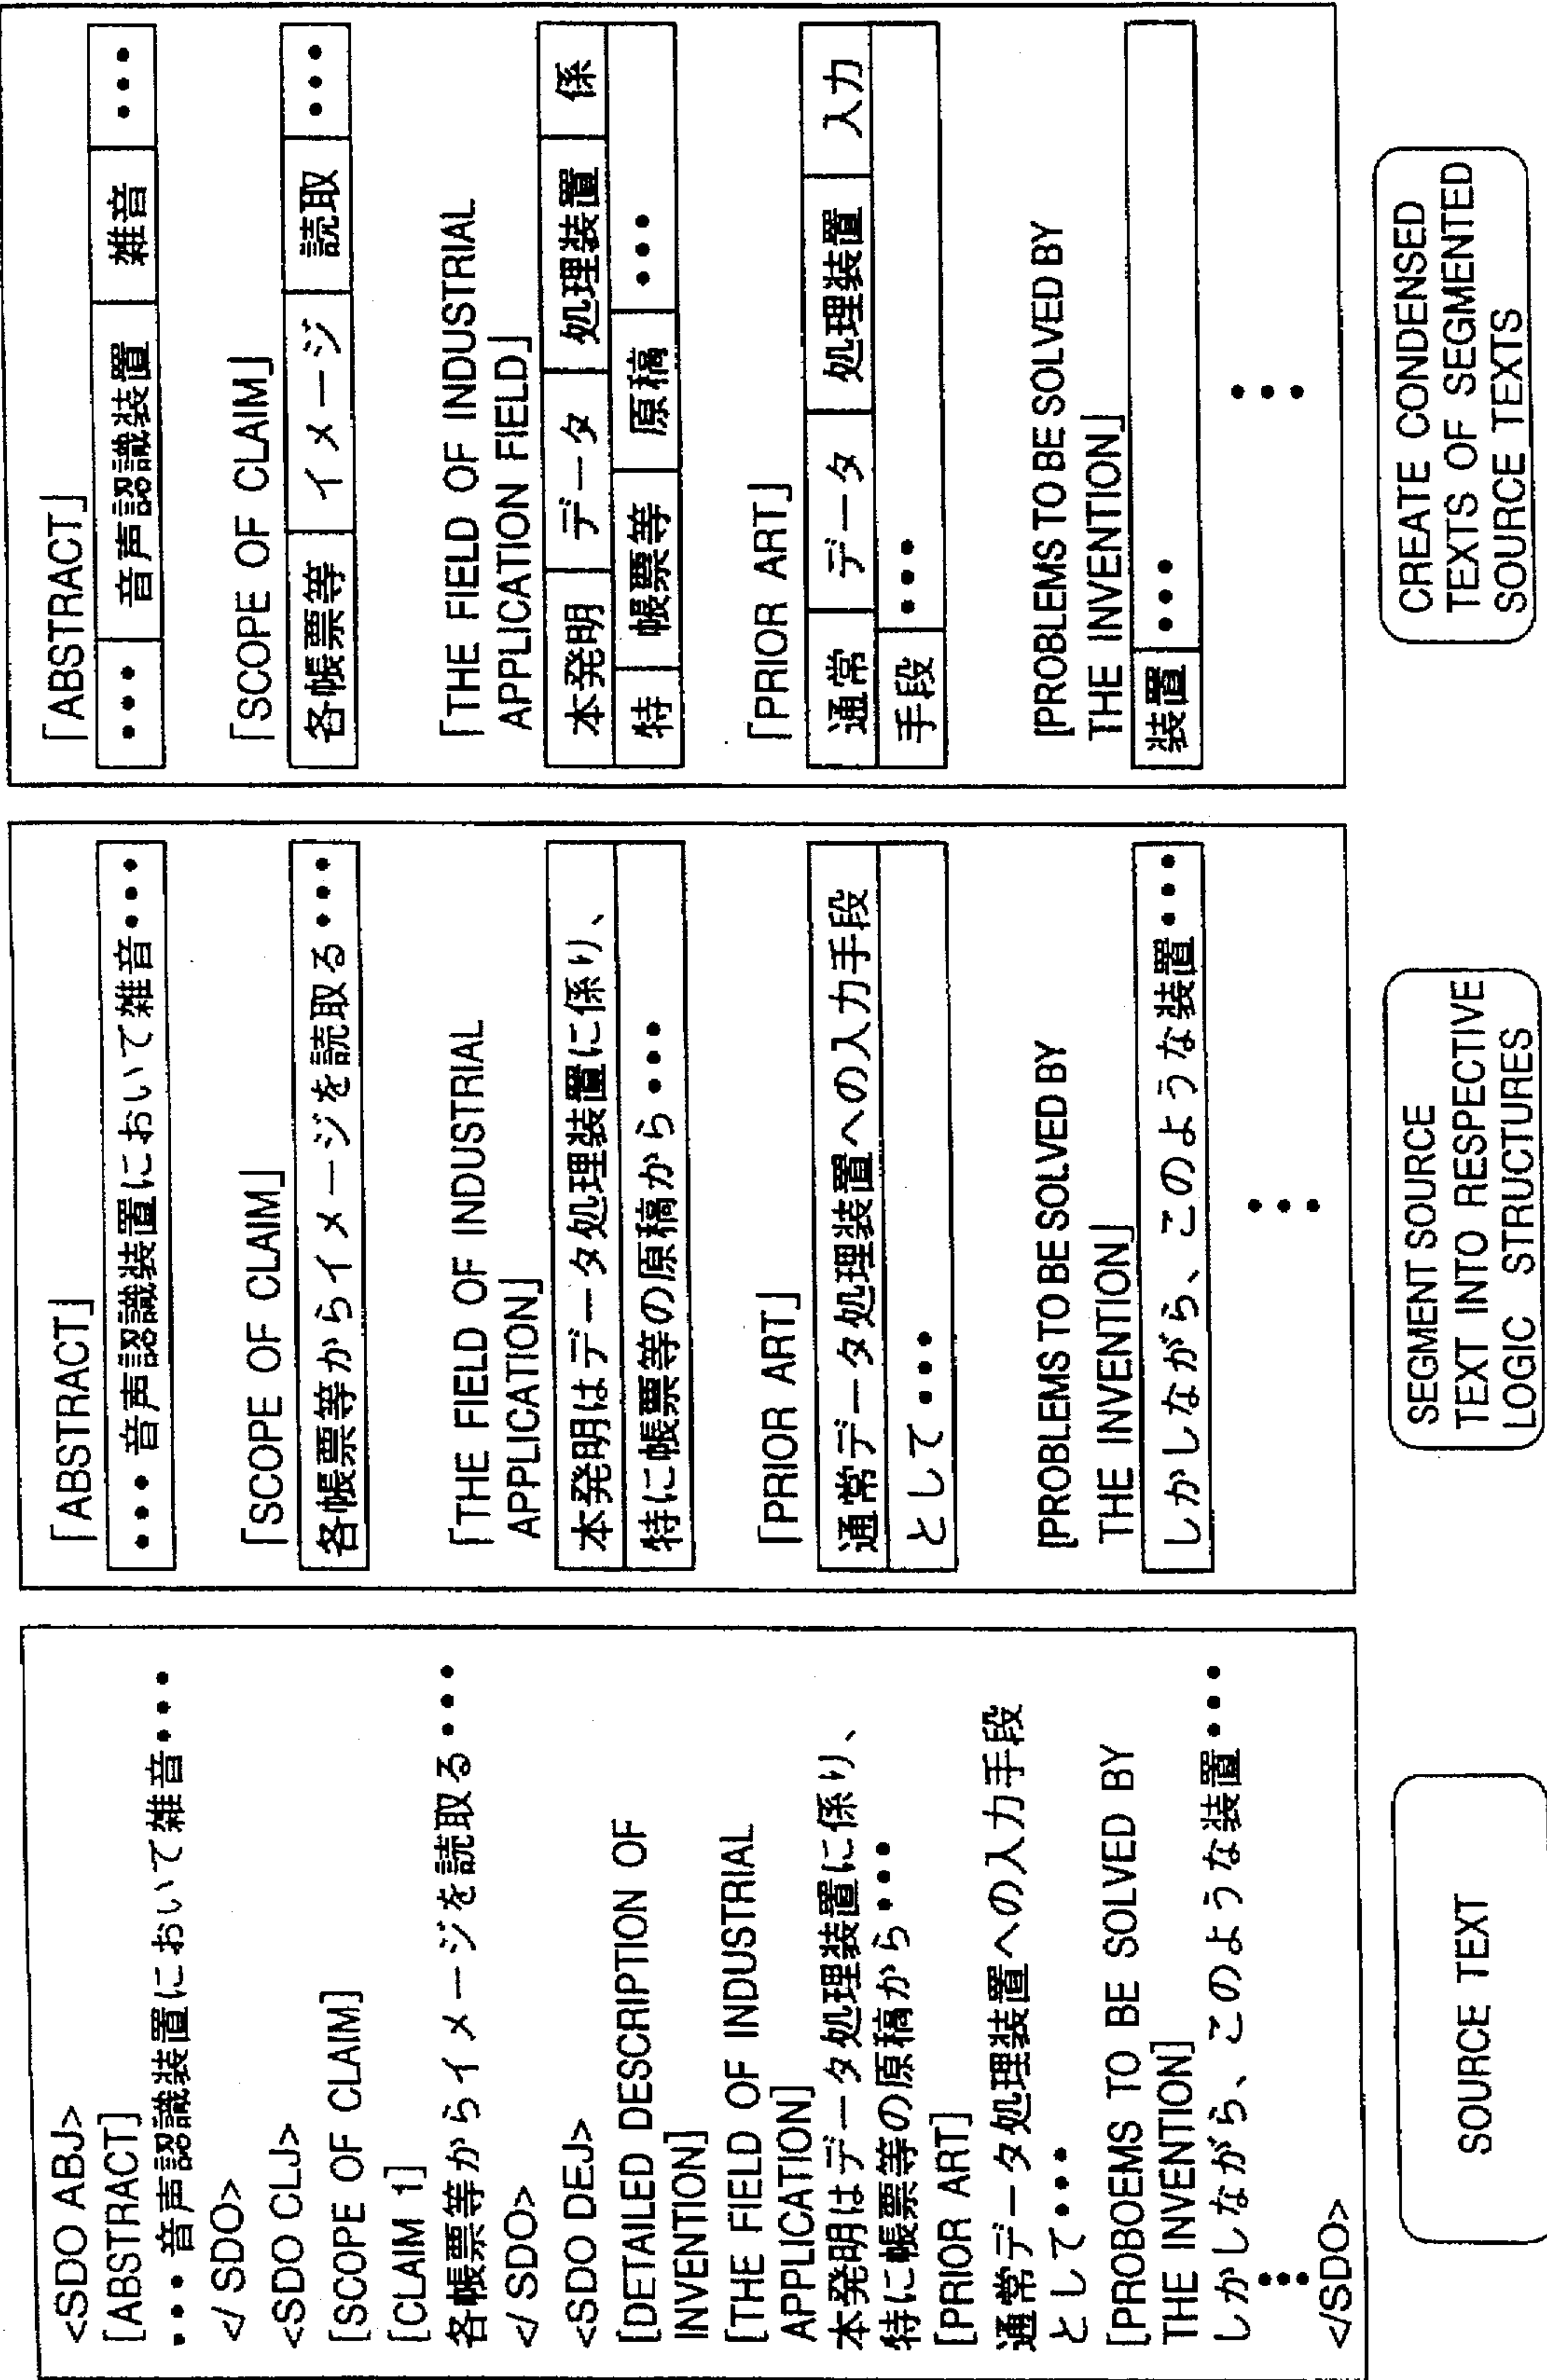 <SDO ABJ>
[ABSTRACT]
••• 音声認識装置において雑音••••
</ SDO>
<SDO CLJ>
[SCOPE OF CLAIM]
[CLAIM 1]
各帳票等からイメージを読取る••••
</ SDO>
<SDO DEJ>
[DETAILED DESCRIPTION OF
INVENTION]
[THE FIELD OF INDUSTRIAL
APPLICATION]
本発明はデータ処理装置に係り、
特に帳票等の原稿から••••
[PRIOR ART]
通常データ処理装置への入力手段
として••••
[PROBOEMS TO BE SOLVED BY
THE INVENTION]
しかしながら、このような装置••••
•••
</SDO>
SOURCE TEXT
「ABSTRACT」
••• 音声認識装置において雑音••••
「SCOPE OF CLAIM」
各帳票等からイメージを読取る•••
「THE FIELD OF INDUSTRIAL
APPLICATION」
本発明はデータ処理装置に係り、
特に帳票等の原稿から••••
「PRIOR ART」
通常データ処理装置への入力手段
として••••
[PROBLEMS TO BE SOLVED BY
THE INVENTION」
しかしながら、このような装置••••
•••
SEGMENT SOURCE
TEXT INTO RESPECTIVE
LOGIC STRUCTURES
「ABSTRACT」
••• 音声認識装置 雑音 •••
「SCOPE OF CLAIM」
各帳票等 イメージ 読取 •••
「THE FIELD OF INDUSTRIAL
APPLICATION FIELD」
本発明 データ 処理装置 係
特 帳票等 原稿 •••
「PRIOR ART」
通常 データ 処理装置 入力
手段 •••
[PROBLEMS TO BE SOLVED BY
THE INVENTION」
装置 •••
•••
CREATE CONDENSED
TEXTS OF SEGMENTED
SOURCE TEXTS